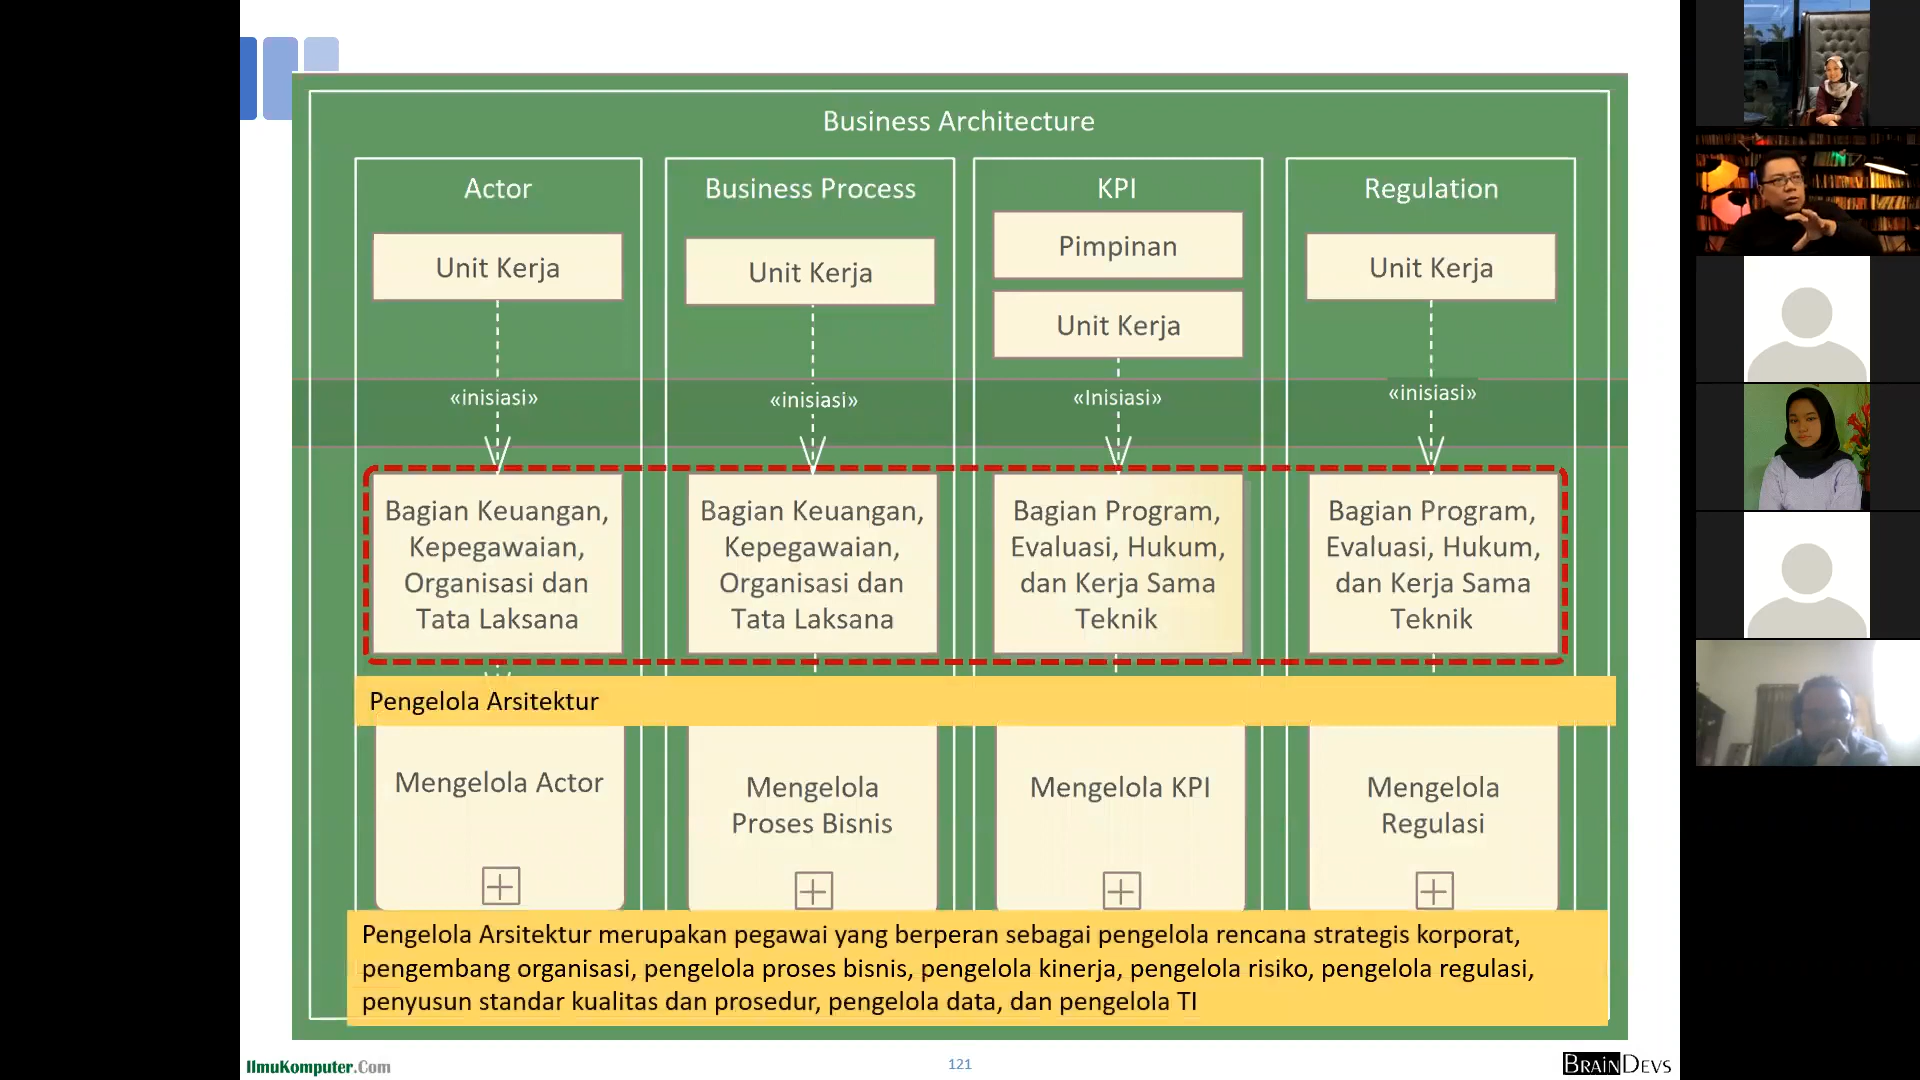 Business Architecture
Actor
Business Process
KPI
Regulation
Unit Kerja
Unit Kerja
Pimpinan
Unit Kerja
Unit Kerja
«inisiasi»
«inisiasi»
«Inisiasi»
«inisiasi»
Bagian Keuangan,
Kepegawaian,
Organisasi dan
Tata Laksana
Bagian Keuangan,
Kepegawaian,
Organisasi dan
Tata Laksana
Bagian Program,
Evaluasi, Hukum,
dan Kerja Sama
Teknik
Bagian Program,
Evaluasi, Hukum,
dan Kerja Sama
Teknik
Pengelola Arsitektur
Mengelola Actor
Mengelola
Proses Bisnis
Mengelola KPI
Mengelola
Regulasi
Pengelola Arsitektur merupakan pegawai yang berperan sebagai pengelola rencana strategis korporat,
pengembang organisasi, pengelola proses bisnis, pengelola kinerja, pengelola risiko, pengelola regulasi,
penyusun standar kualitas dan prosedur, pengelola data, dan pengelola TI
IlmuKomputer.Com
121
BRAINDEVS